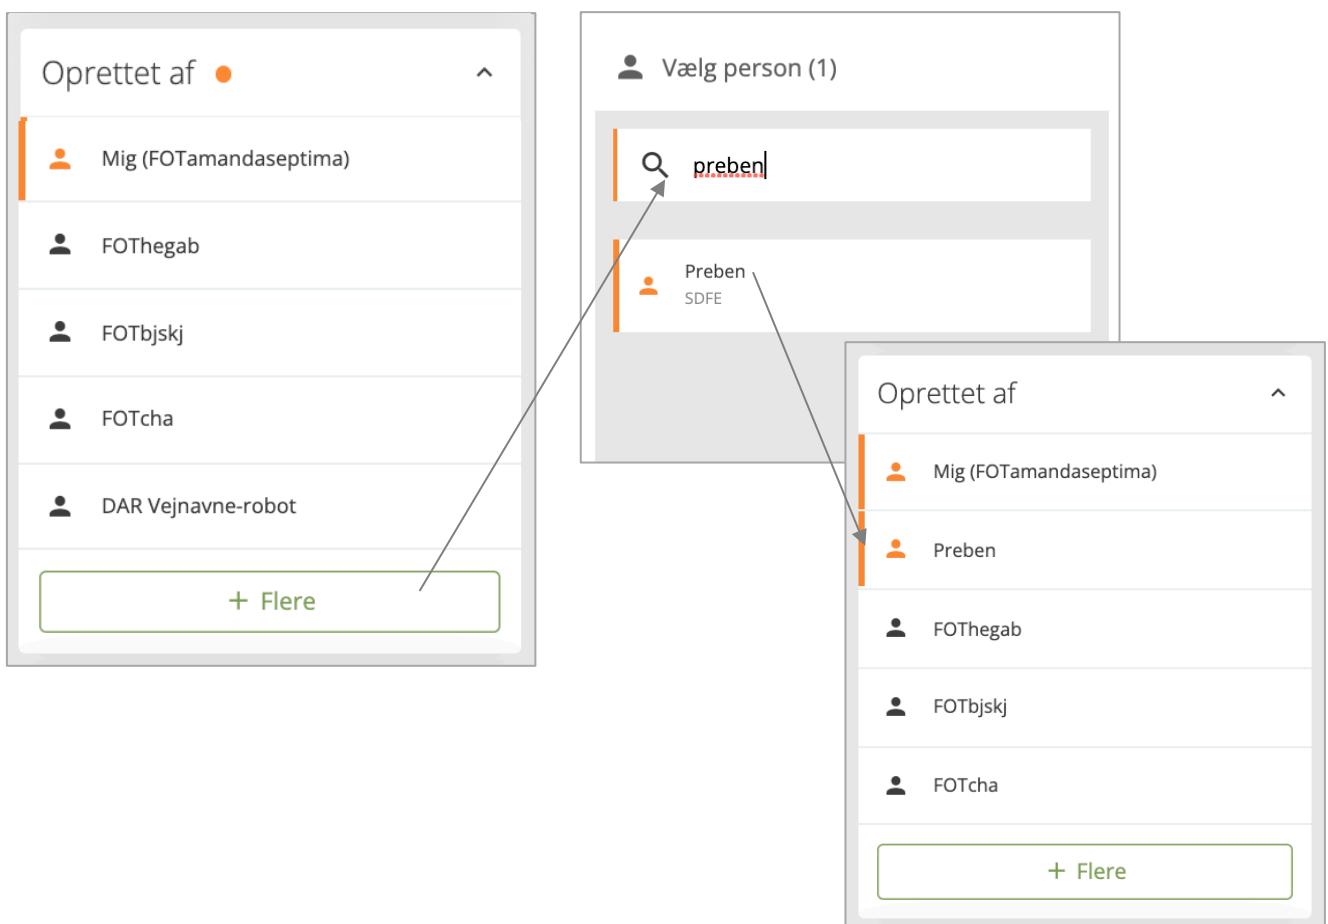 Oprettet af
Mig (FOTamandaseptima)
FOThegab
FOTbjskj
FOTcha
DAR Vejnavne-robot
+ Flere
Vælg person (1)
preben
Preben
SDFE
Oprettet af
Mig (FOTamandaseptima)
Preben
FOThegab
FOTbjskj
FOTcha
+ Flere